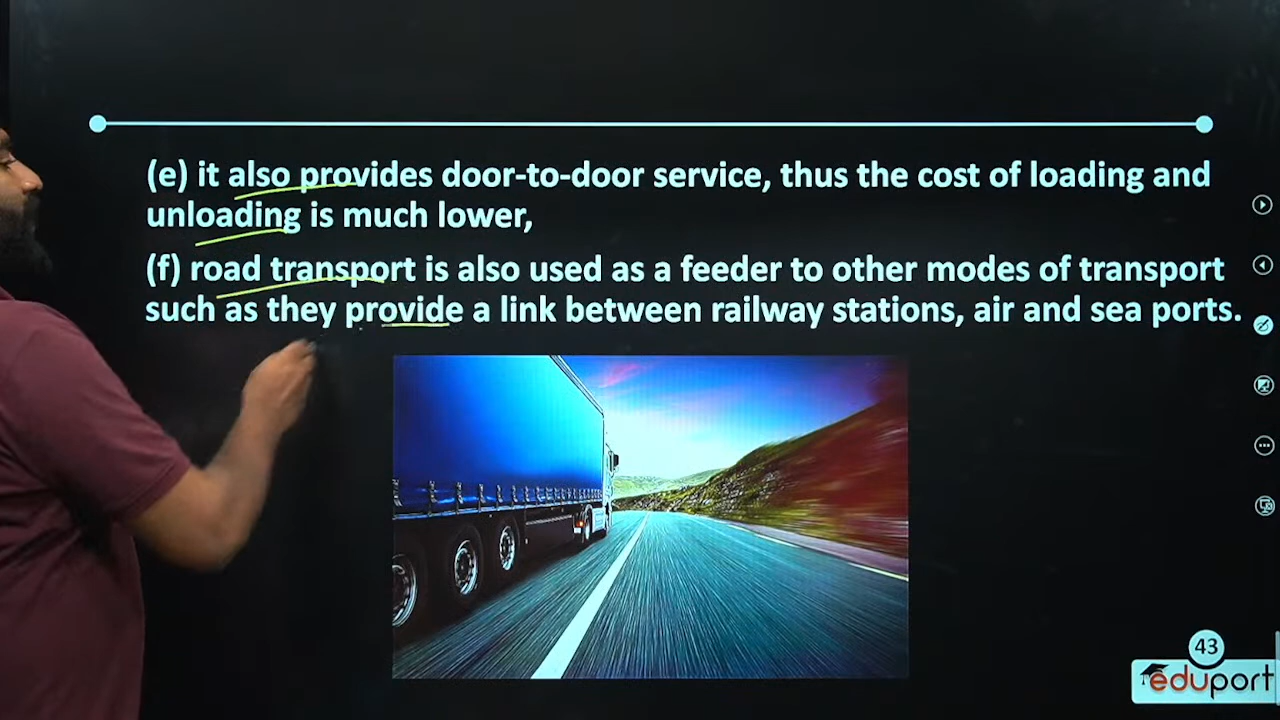 (e) it also provides door-to-door service, thus the cost of loading and
unloading is much lower,
(f) road transport is also used as a feeder to other modes of transport
such as they provide a link between railway stations, air and sea ports.
43
eduport